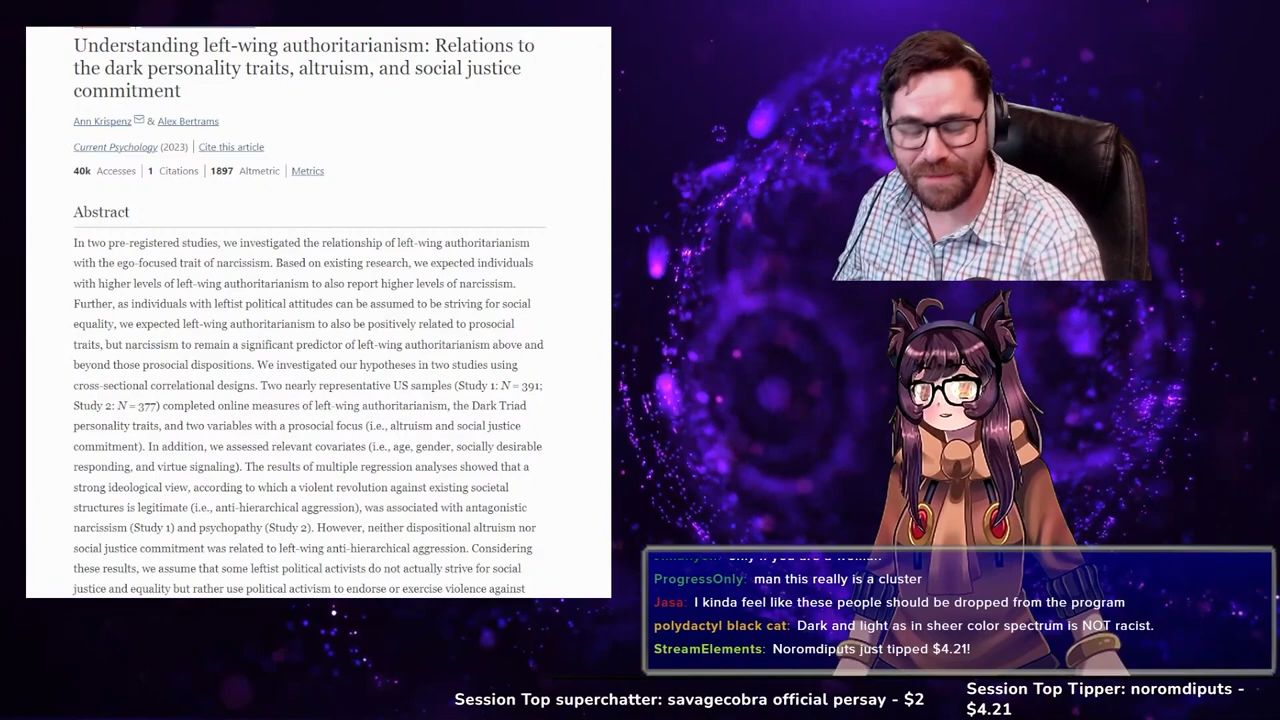 Understanding left-wing authoritarianism: Relations to
the dark personality traits, altruism, and social justice
commitment
Ann Krispenz & Alex Bertrams
Current Psychology (2023) | Cite this article
40k Accesses | 1 Citations | 1897 Altmetric | Metrics
Abstract
In two pre-registered studies, we investigated the relationship of left-wing authoritarianism
with the ego-focused trait of narcissism. Based on existing research, we expected individuals
with higher levels of left-wing authoritarianism to also report higher levels of narcissism.
Further, as individuals with leftist political attitudes can be assumed to be striving for social
equality, we expected left-wing authoritarianism to also be positively related to prosocial
traits, but narcissism to remain a significant predictor of left-wing authoritarianism above and
beyond those prosocial dispositions. We investigated our hypotheses in two studies using
cross-sectional correlational designs. Two nearly representative US samples (Study 1: N = 391;
Study 2: N = 377) completed online measures of left-wing authoritarianism, the Dark Triad
personality traits, and two variables with a prosocial focus (i.e., altruism and social justice
commitment). In addition, we assessed relevant covariates (i.e., age, gender, socially desirable
responding, and virtue signaling). The results of multiple regression analyses showed that a
strong ideological view, according to which a violent revolution against existing societal
structures is legitimate (i.e., anti-hierarchical aggression), was associated with antagonistic
narcissism (Study 1) and psychopathy (Study 2). However, neither dispositional altruism nor
social justice commitment was related to left-wing anti-hierarchical aggression. Considering
these results, we assume that some leftist political activists do not actually strive for social
justice and equality but rather use political activism to endorse or exercise violence against
only if you are a woman
ProgressOnly: man this really is a cluster
Jasa: I kinda feel like these people should be dropped from the program
polydactyl black cat: Dark and light as in sheer color spectrum is NOT racist.
StreamElements: Noromdiputs just tipped $4.21!
Session Top superchatter: savagecobra official persay - $2
Session Top Tipper: noromdiputs -
$4.21